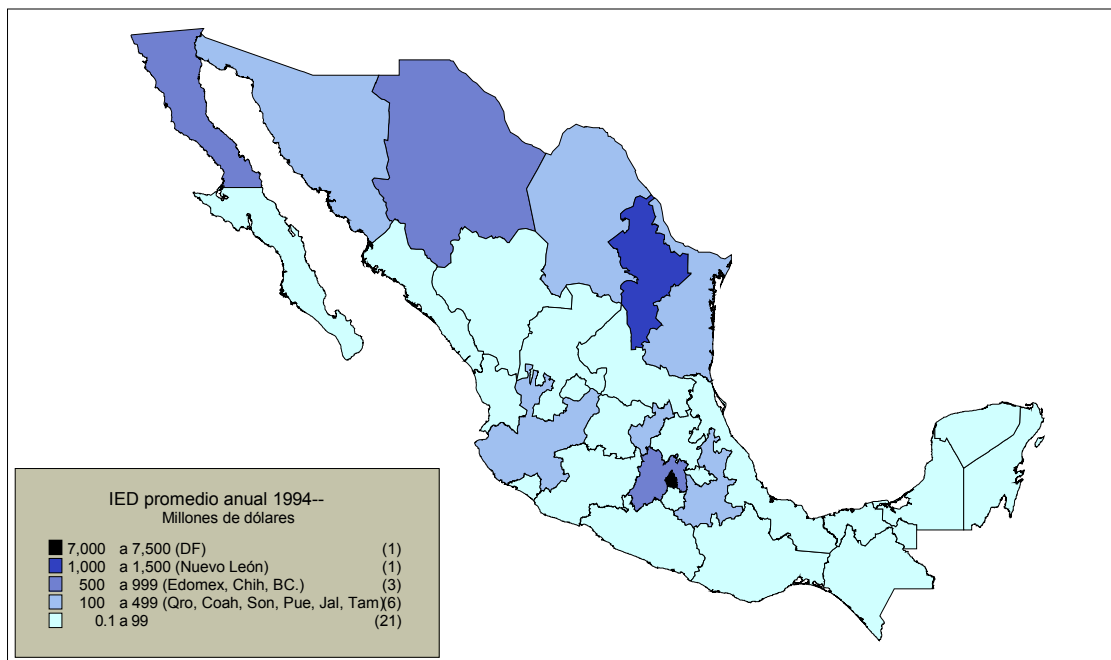 IED promedio anual 1994--
Millones de dólares
7,000 a 7,500 (DF) (1)
1,000 a 1,500 (Nuevo León) (1)
500 a 999 (Edomex, Chih, BC.) (3)
100 a 499 (Qro, Coah, Son, Pue, Jal, Tam) (6)
0.1 a 99 (21)